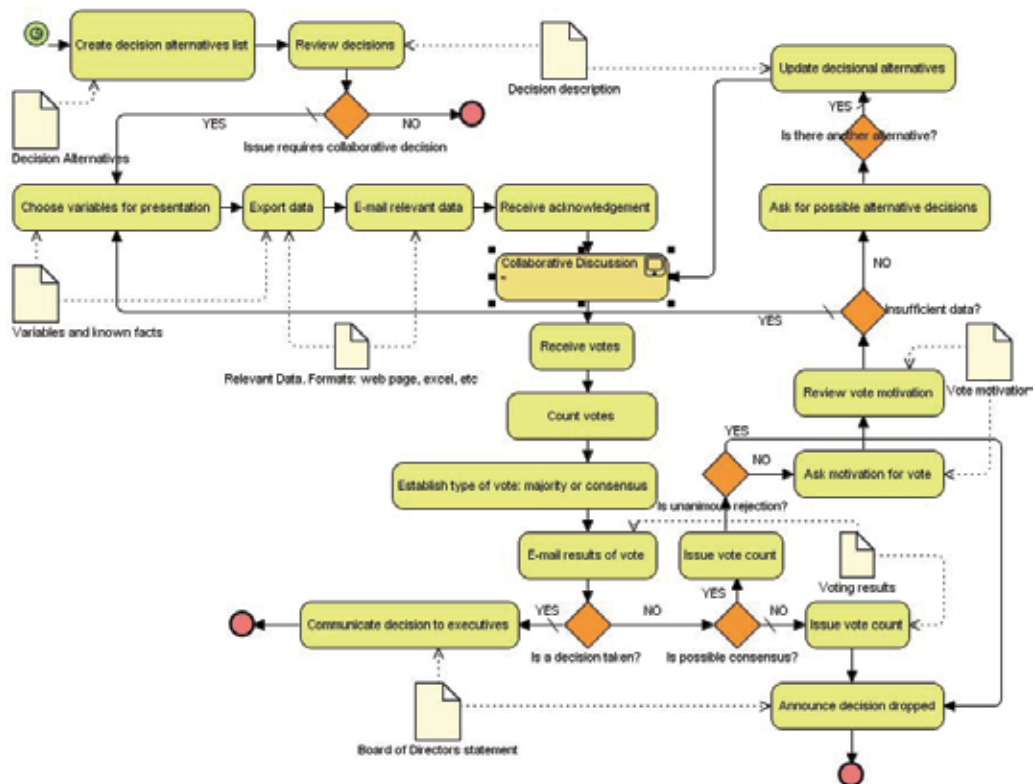 Create decision alternatives list
Review decisions
Update decisional alternatives
Decision description
YES
Is there another alternative?
YES
NO
Decision Alternatives
Issue requires collaborative decision
Choose variables for presentation
Export data
E-mail relevant data
Receive acknowledgement
Ask for possible alternative decisions
Collaborative Discussion
NO
Insufficient data?
YES
Variables and known facts
Receive votes
Relevant Data. Formats: web page, excel, etc
Review vote motivation
Vote motivation
Count votes
YES
NO
Ask motivation for vote
Establish type of vote: majority or consensus
Is unanimous rejection?
E-mail results of vote
Issue vote count
Voting results
YES
Communicate decision to executives
YES
NO
NO
Issue vote count
Is a decision taken?
Is possible consensus?
Announce decision dropped
Board of Directors statement